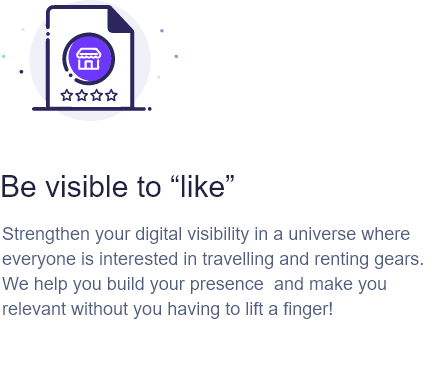 Be visible to “like”
Strengthen your digital visibility in a universe where
everyone is interested in travelling and renting gears.
We help you build your presence  and make you
relevant without you having to lift a finger!